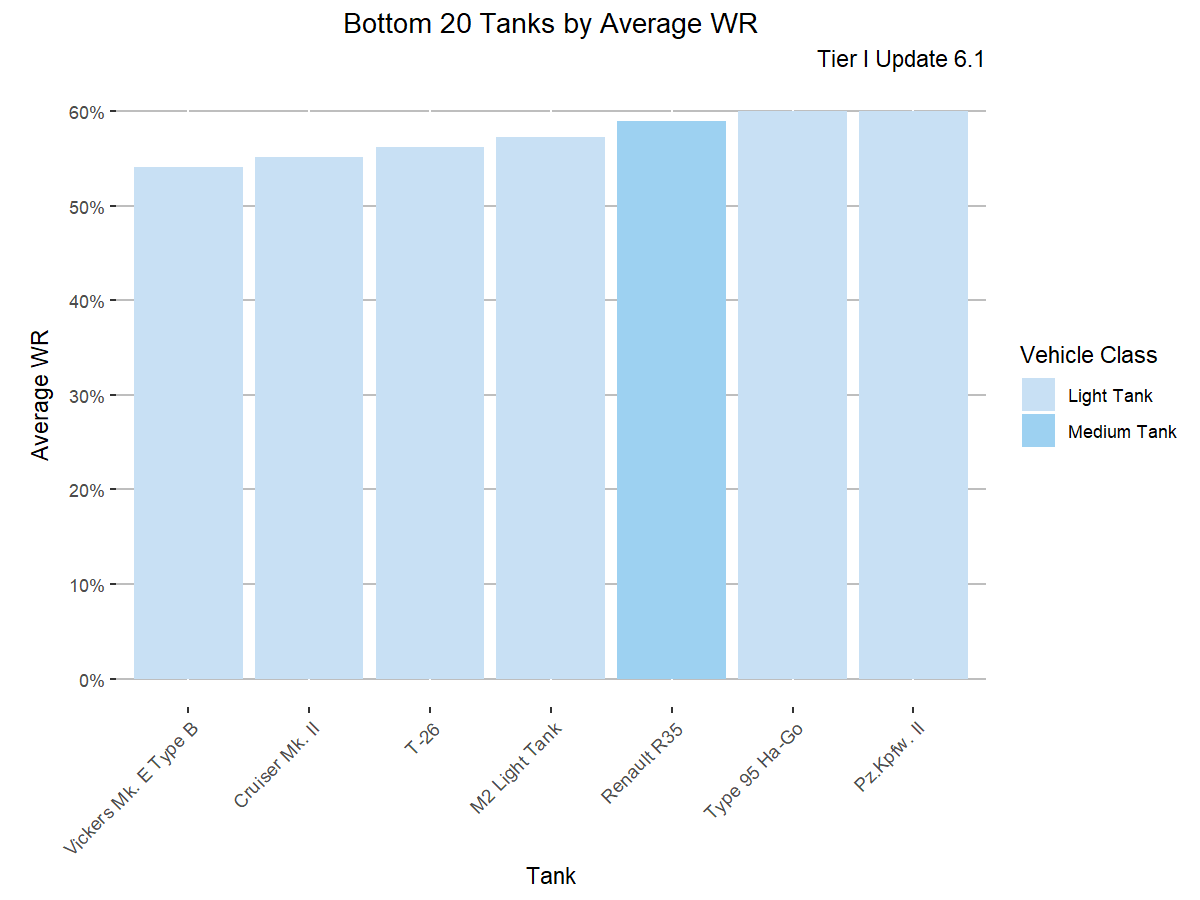 Bottom 20 Tanks by Average WR
Tier I Update 6.1
60%
50%
40%
30%
20%
10%
0%
Average WR
Vickers Mk. E Type B
Cruiser Mk. II
T-26
M2 Light Tank
Renault R35
Type 95 Ha-Go
Pz.Kpfw. II
Tank
Vehicle Class
Light Tank
Medium Tank